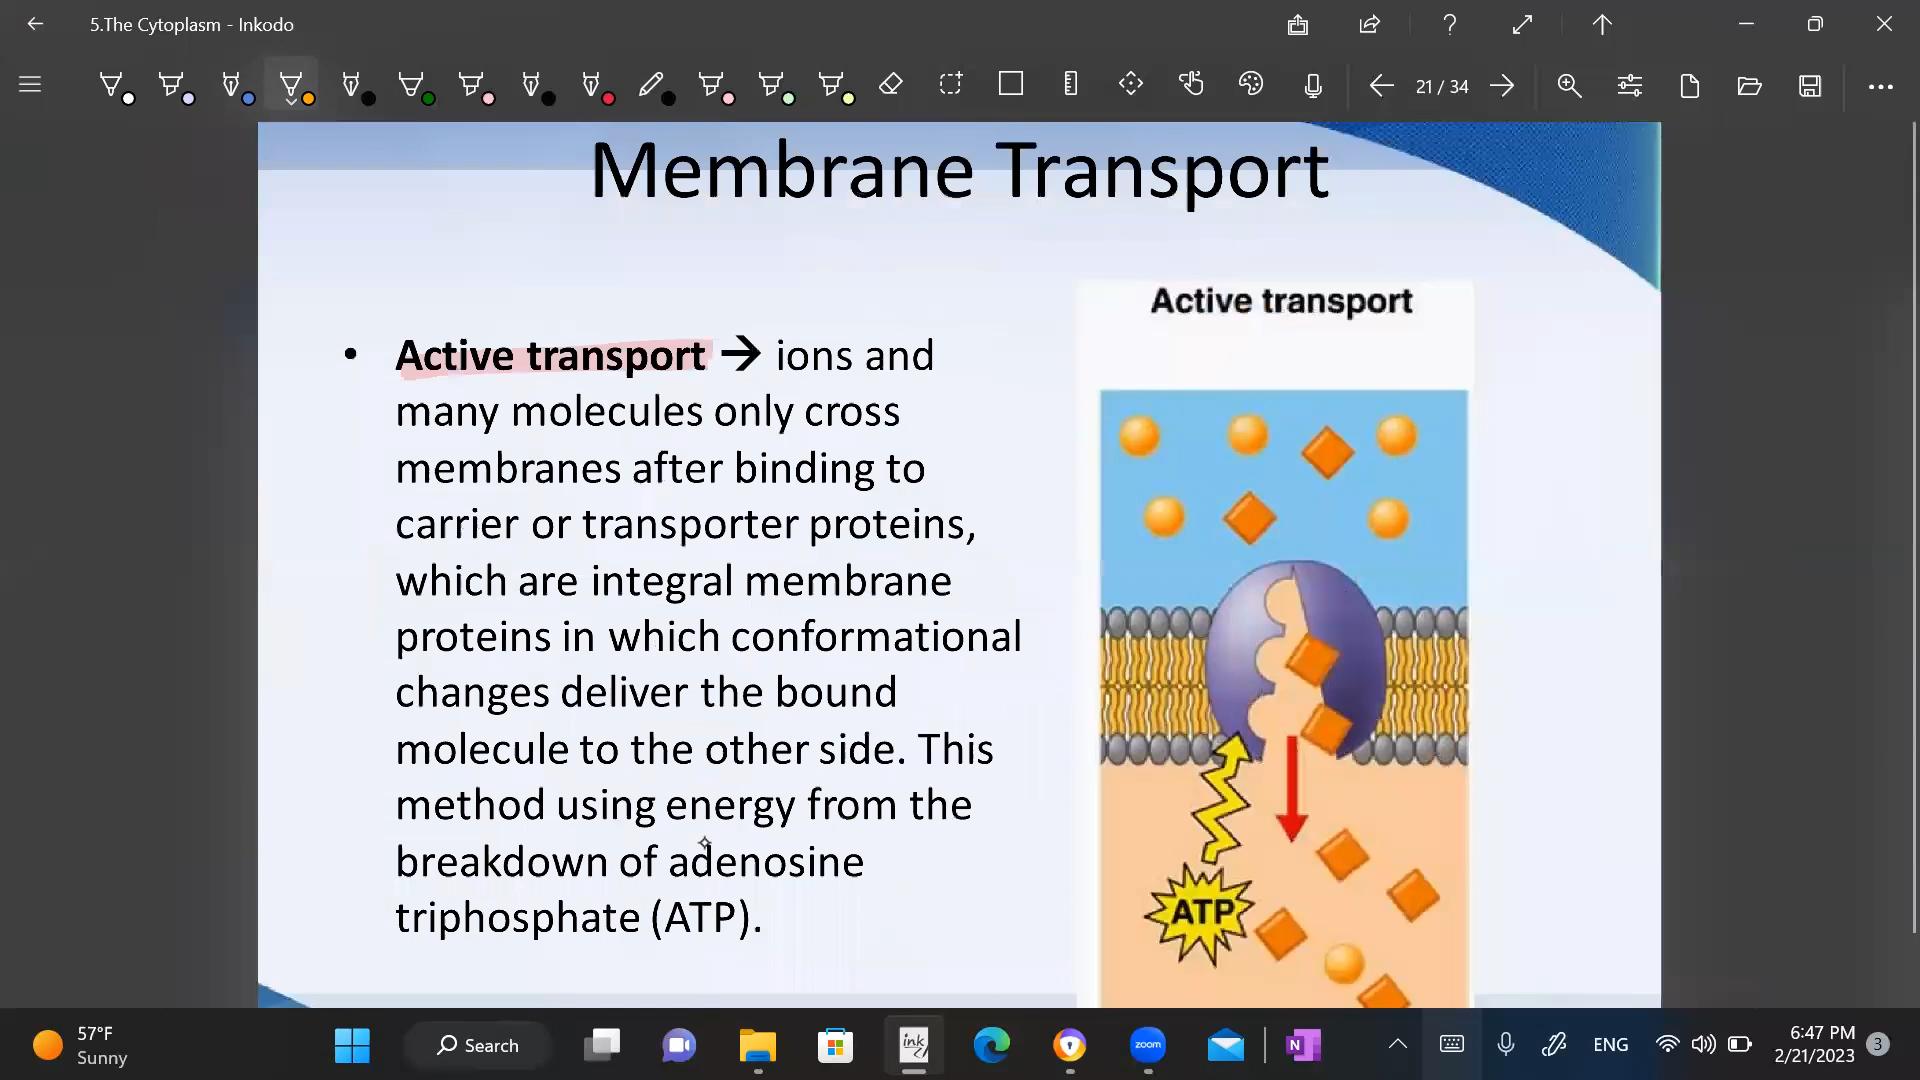 5.The Cytoplasm - Inkodo
21 / 34
Membrane Transport
• Active transport → ions and
many molecules only cross
membranes after binding to
carrier or transporter proteins,
which are integral membrane
proteins in which conformational
changes deliver the bound
molecule to the other side. This
method using energy from the
breakdown of adenosine
triphosphate (ATP).
Active transport
ATP
57°F
Sunny
Search
ink
zoom
N
ENG
6:47 PM
2/21/2023
3